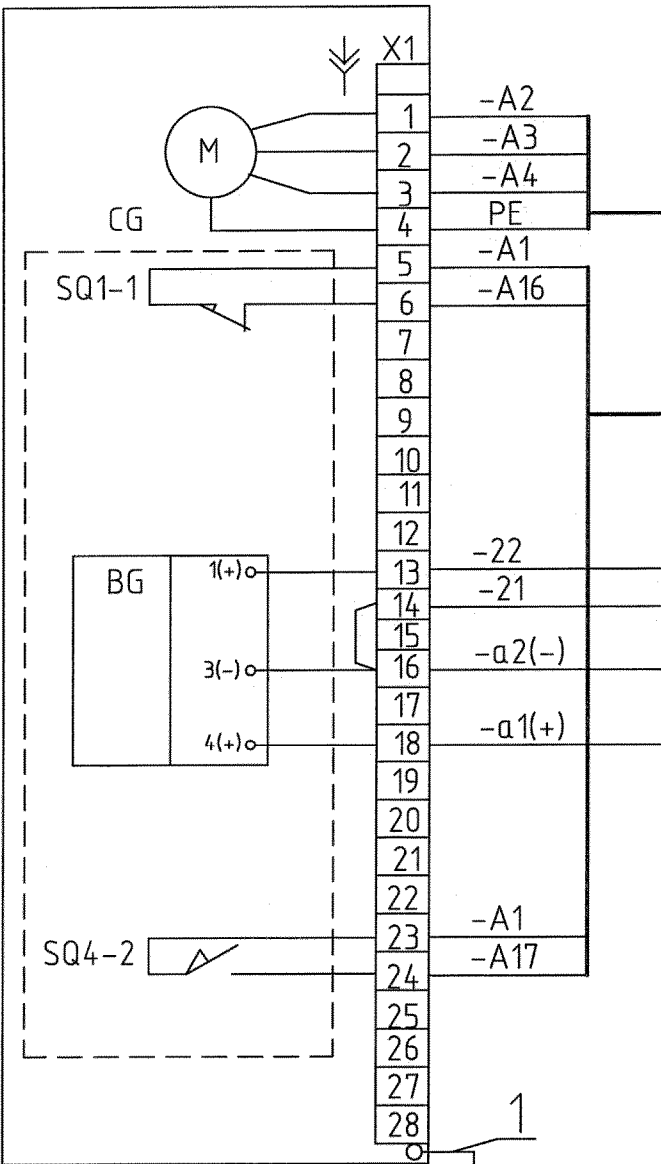 X1
1 -A2
M
2 -A3
3 -A4
CG
4 PE
5 -A1
SQ1-1
6 -A16
7
8
9
10
11
12
BG
1(+) 13 -22
14 -21
15
3(-) 16 -a2(-)
17
4(+) 18 -a1(+)
19
20
21
22
23 -A1
SQ4-2
24 -A17
25
26
27
28
1